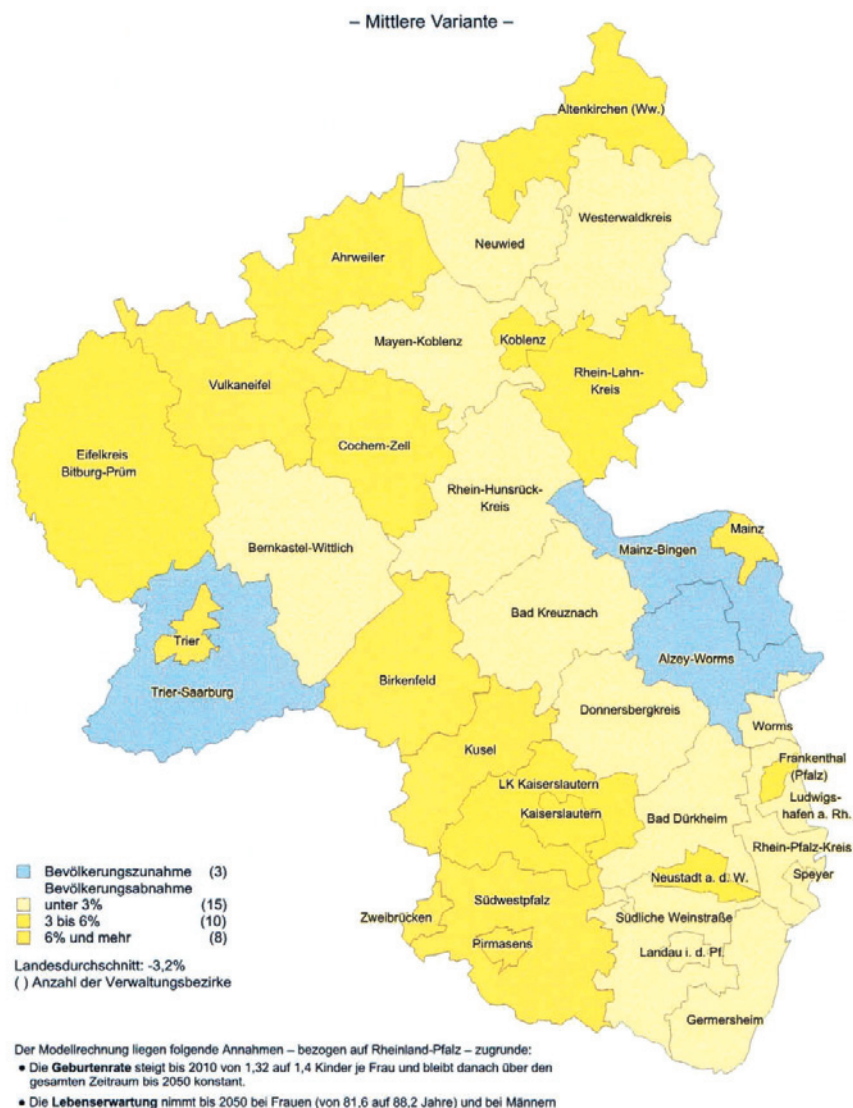 – Mittlere Variante –
Altenkirchen (Ww.)
Westerwaldkreis
Neuwied
Ahrweiler
Mayen-Koblenz
Koblenz
Rhein-Lahn-
Kreis
Vulkaneifel
Cochem-Zell
Eifelkreis
Bitburg-Prüm
Rhein-Hunsrück-
Kreis
Mainz
Mainz-Bingen
Bernkastel-Wittlich
Bad Kreuznach
Trier
Alzey-Worms
Birkenfeld
Trier-Saarburg
Donnersbergkreis
Worms
Kusel
Frankenthal
(Pfalz)
LK Kaiserslautern
Ludwigs-
hafen a. Rh.
Kaiserslautern
Bad Dürkheim
Rhein-Pfalz-Kreis
Speyer
Neustadt a. d. W.
Südwestpfalz
Zweibrücken
Südliche Weinstraße
Pirmasens
Landau i. d. Pf.
Germersheim
Bevölkerungszunahme (3)
Bevölkerungsabnahme
unter 3% (15)
3 bis 6% (10)
6% und mehr (8)
Landesdurchschnitt: -3,2%
( ) Anzahl der Verwaltungsbezirke
Der Modellrechnung liegen folgende Annahmen – bezogen auf Rheinland-Pfalz – zugrunde:
• Die Geburtenrate steigt bis 2010 von 1,32 auf 1,4 Kinder je Frau und bleibt danach über den
gesamten Zeitraum bis 2050 konstant.
• Die Lebenserwartung nimmt bis 2050 bei Frauen (von 81,6 auf 88,2 Jahre) und bei Männern